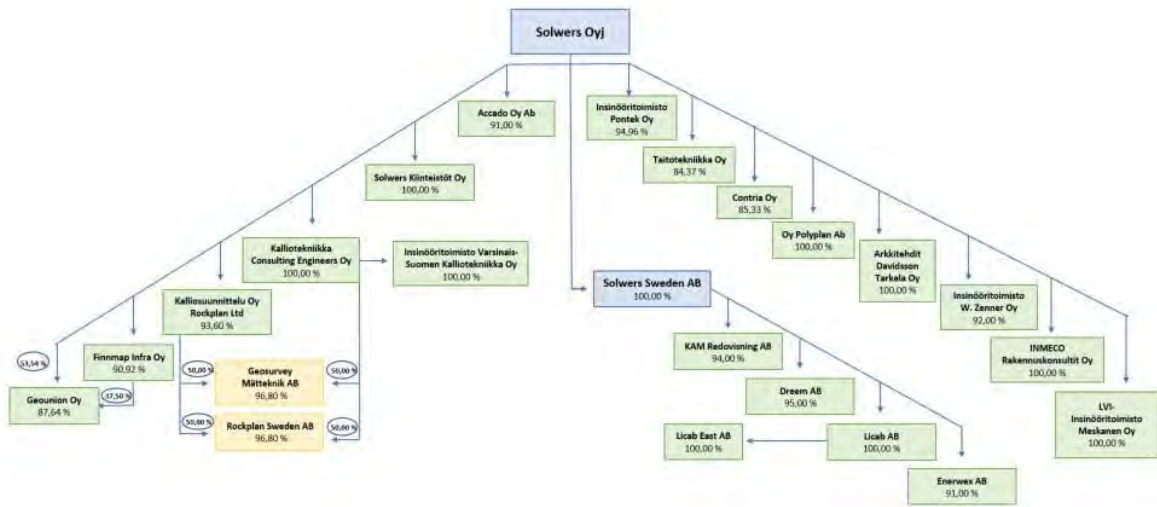 Solwers Oyj
Accado Oy Ab
91,00 %
Insinööritoimisto
Pontek Oy
94,96 %
Taitotekniikka Oy
84,37 %
Solwers Kiinteistöt Oy
100,00 %
Contria Oy
85,33 %
Oy Polyplan Ab
100,00 %
Kalliotekniikka
Consulting Engineers Oy
100,00 %
Insinööritoimisto Varsinais-
Suomen Kalliotekniikka Oy
100,00 %
Arkkitehdit
Davidsson
Tarkela Oy
100,00 %
Solwers Sweden AB
100,00 %
Insinööritoimisto
W. Zenner Oy
92,00 %
Kalliosuunnittelu Oy
Rockplan Ltd
93,60 %
KAM Redovisning AB
94,00 %
INMECO
Rakennuskonsultit Oy
100,00 %
53,54 %
Finnmap Infra Oy
90,92 %
50,00 %
Geosurvey
Mätteknik AB
96,80 %
50,00 %
Geounion Oy
87,64 %
37,50 %
Dreem AB
95,00 %
LVI-
Insinööritoimisto
Meskanen Oy
100,00 %
50,00 %
Rockplan Sweden AB
96,80 %
50,00 %
Licab East AB
100,00 %
Licab AB
100,00 %
Enerwex AB
91,00 %